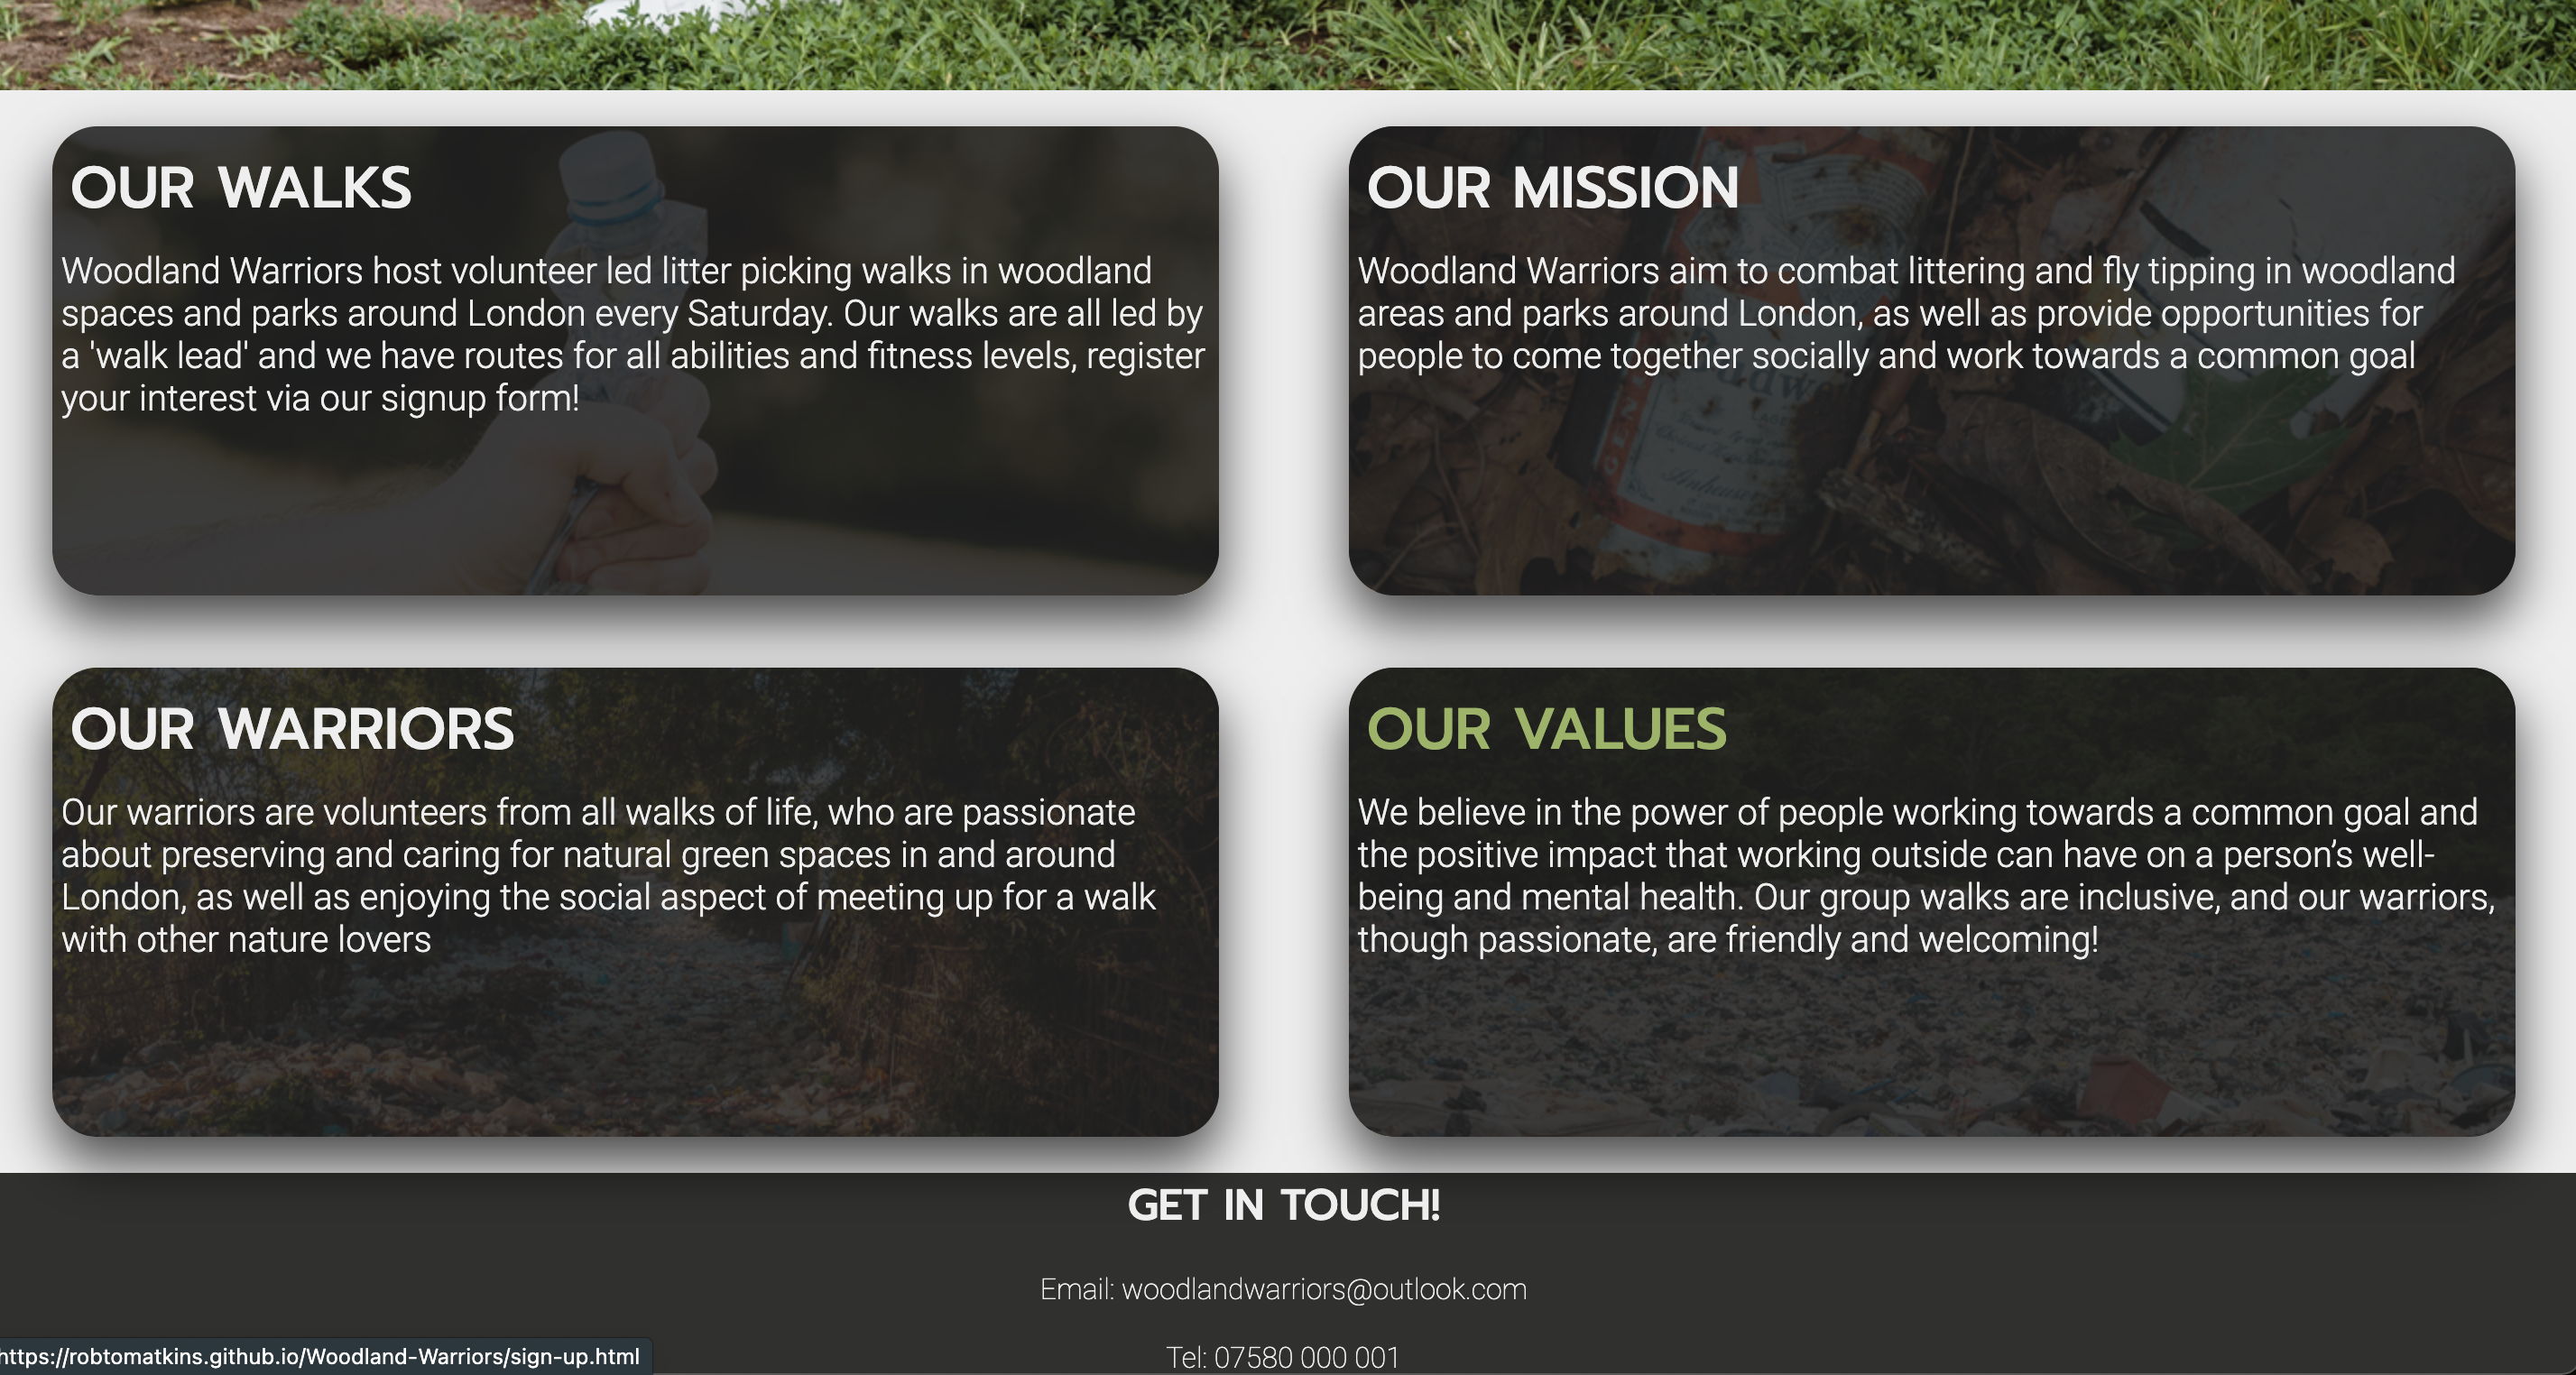 OUR WALKS
Woodland Warriors host volunteer led litter picking walks in woodland
spaces and parks around London every Saturday. Our walks are all led by
a 'walk lead' and we have routes for all abilities and fitness levels, register
your interest via our signup form!
OUR MISSION
Woodland Warriors aim to combat littering and fly tipping in woodland
areas and parks around London, as well as provide opportunities for
people to come together socially and work towards a common goal
OUR WARRIORS
Our warriors are volunteers from all walks of life, who are passionate
about preserving and caring for natural green spaces in and around
London, as well as enjoying the social aspect of meeting up for a walk
with other nature lovers
OUR VALUES
We believe in the power of people working towards a common goal and
the positive impact that working outside can have on a person’s well-
being and mental health. Our group walks are inclusive, and our warriors,
though passionate, are friendly and welcoming!
GET IN TOUCH!
Email: woodlandwarriors@outlook.com
Tel: 07580 000 001
https://robtomatkins.github.io/Woodland-Warriors/sign-up.html